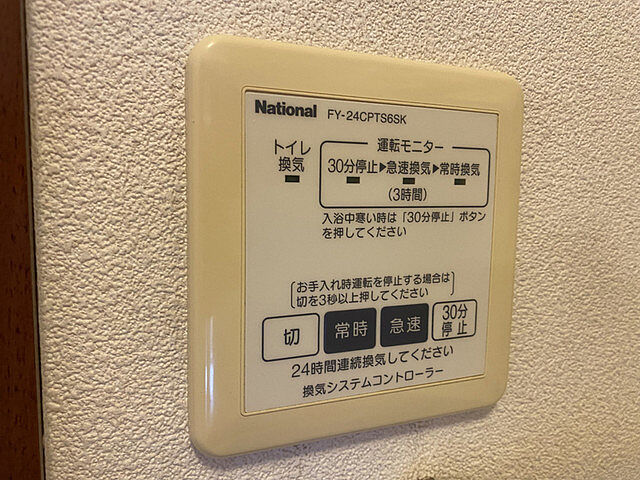 National FY-24CPTS6SK
トイレ
換気
運転モニター
30分停止▶急速換気▶常時換気
(3時間)
入浴中寒い時は「30分停止」ボタン
を押してください
お手入れ時運転を停止する場合は
切を3秒以上押してください
切 常時 急速 30分
停止
24時間連続換気してください
換気システムコントローラー